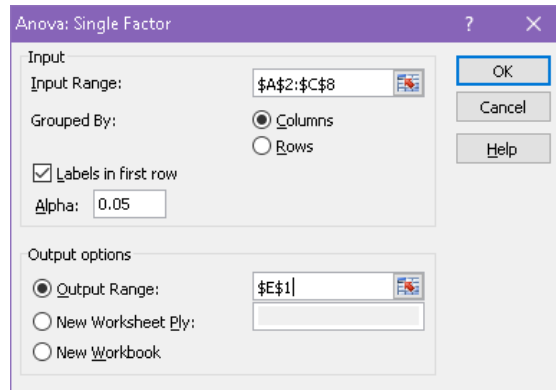 Anova: Single Factor ? ✕
Input
Input Range: $A$2:$C$8
Grouped By: Columns
Rows
Labels in first row
Alpha: 0.05
OK
Cancel
Help
Output options
Output Range: $E$1
New Worksheet Ply:
New Workbook